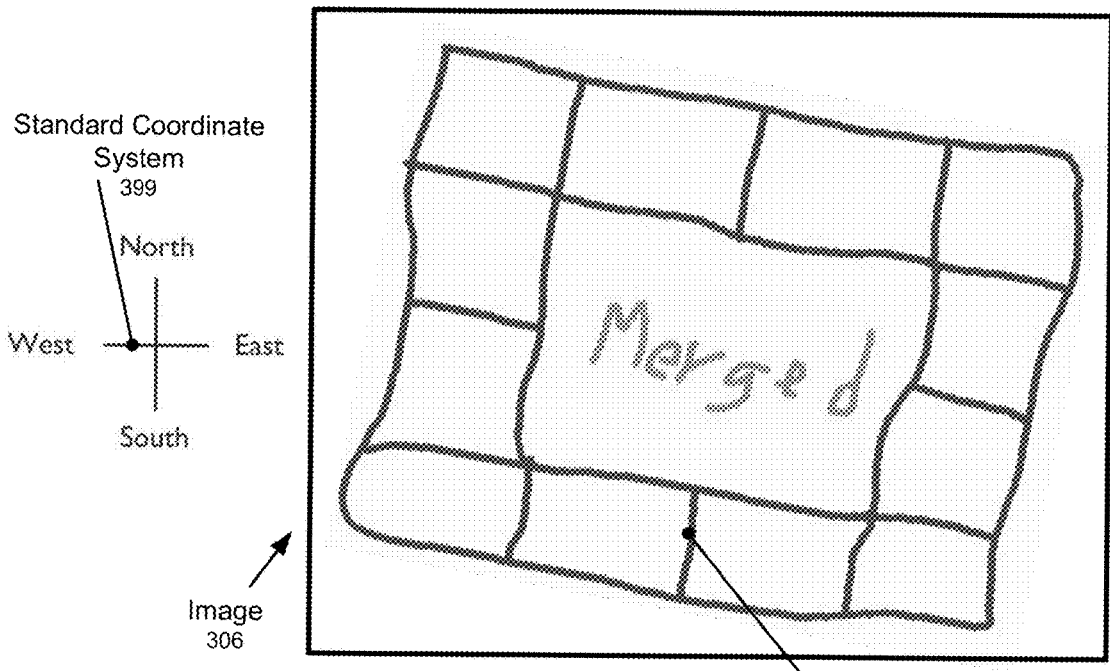 Standard Coordinate
System
399
North
West East
South
Merged
Image
306